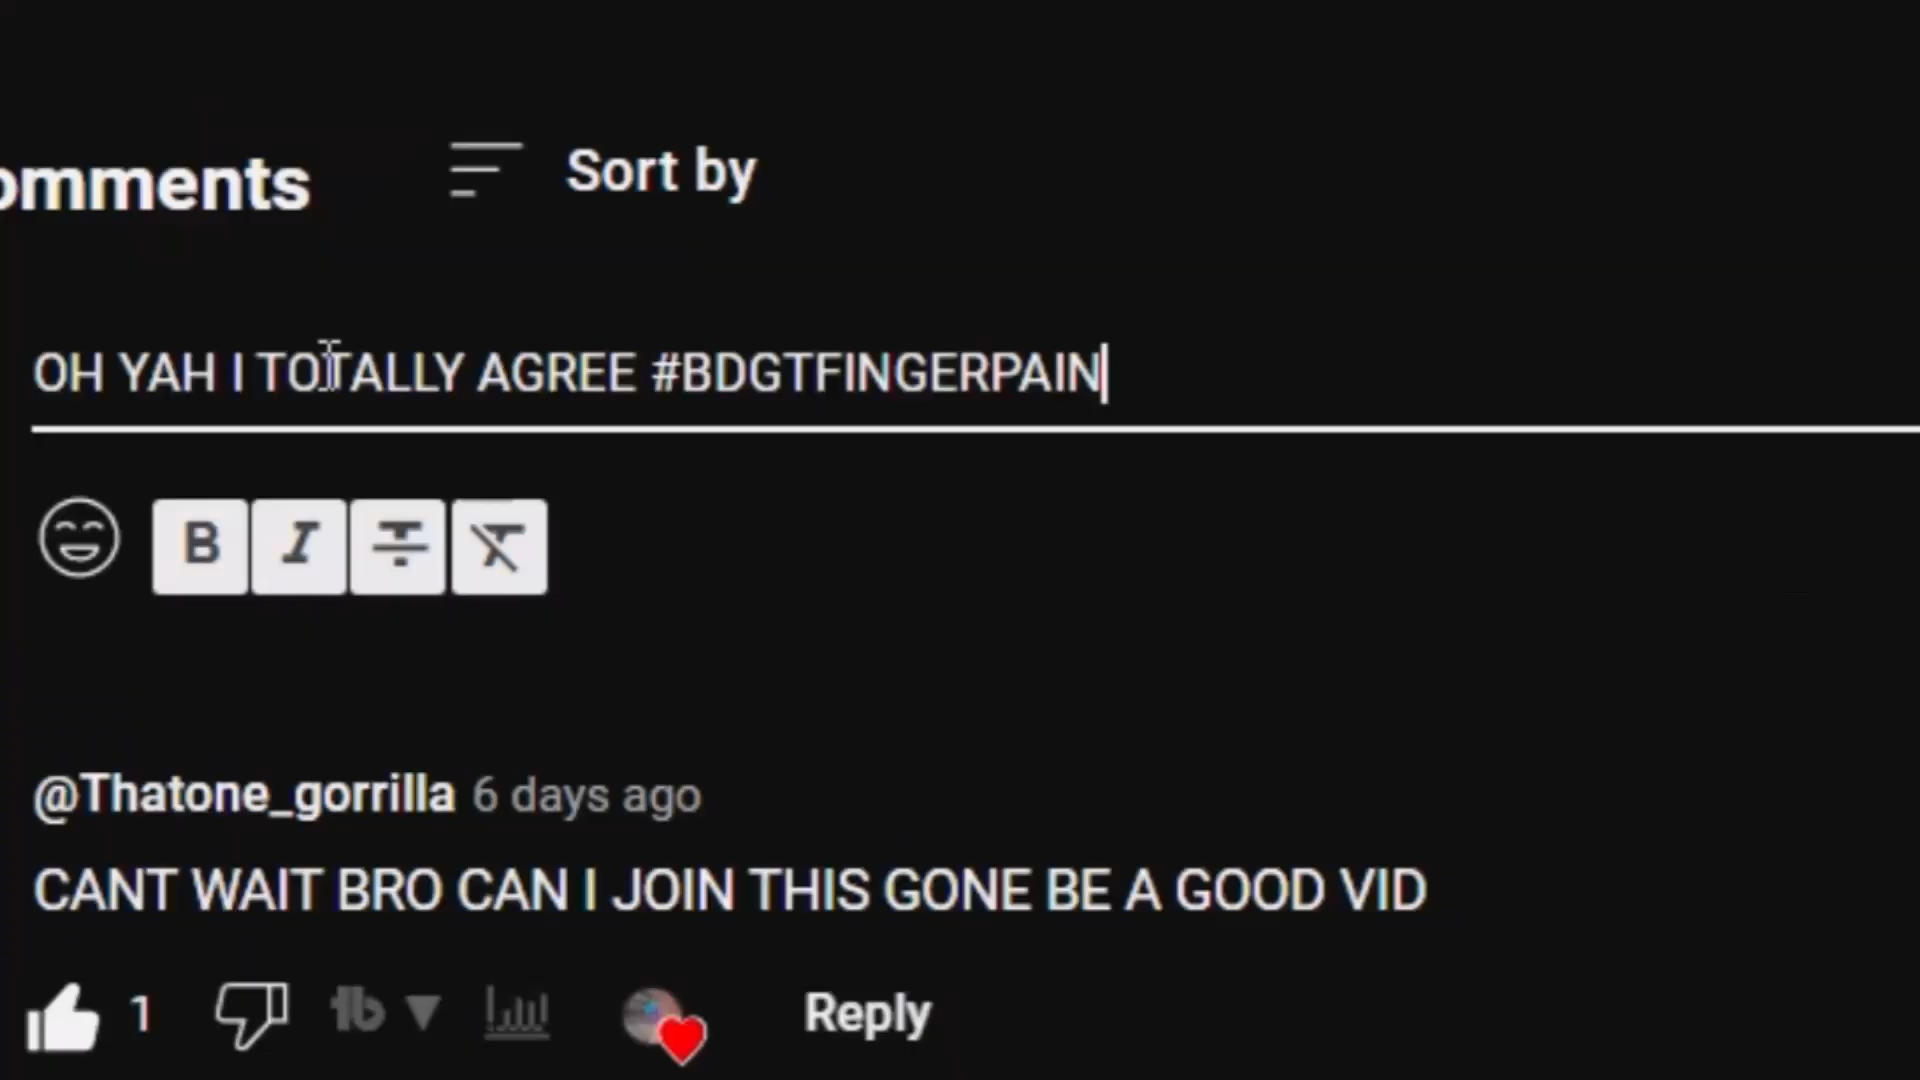 omments
Sort by
OH YAH I TOTALLY AGREE #BDGTFINGERPAIN
B I T T
@Thatone_gorrilla 6 days ago
CANT WAIT BRO CAN I JOIN THIS GONE BE A GOOD VID
1 tb Reply